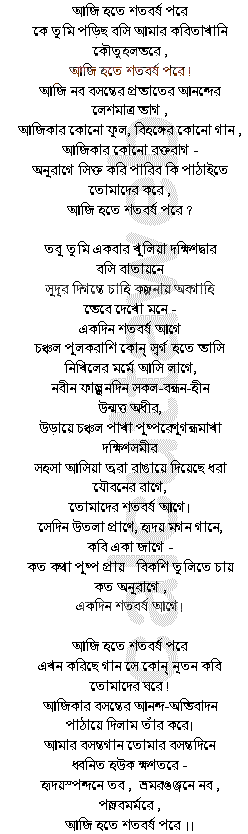 আজি হতে শতবর্ষ পরে
কে তুমি পড়িছ বসি আমার কবিতাখানি
কৌতুহলভরে ,
আজি হতে শতবর্ষ পরে!
আজি নব বসন্তের প্রভাতের আনন্দের
লেশমাত্র ভাগ ,
আজিকার কোনো ফুল, বিহঙ্গের কোনো গান ,
আজিকার কোনো রক্তরাগ -
অনুরাগে সিক্ত করি পারিব কি পাঠাইতে
তোমাদের করে ,
আজি হতে শতবর্ষ পরে ?
তবু তুমি একবার খুলিয়া দক্ষিণদ্বার
বসি বাতায়নে
সুদূর দিগন্তে চাহি কল্পনায় অবগাহি
ভেবে দেখো মনে -
একদিন শতবর্ষ আগে
চঞ্চল পুলকরাশি কোন্ স্বর্গ হতে ভাসি
নিখিলের মর্মে আসি লাগে,
নবীন ফাল্গুনদিন সকল-বন্ধন-হীন
উন্মত্ত অধীর,
উড়ায়ে চঞ্চল পাখা পুষ্পরেণুগন্ধমাখা
দক্ষিণসমীর
সহসা আসিয়া ত্বরা রাঙায়ে দিয়েছে ধরা
যৌবনের রাগে,
তোমাদের শতবর্ষ আগে।
সেদিন উতলা প্রাণে, হৃদয় মগন গানে,
কবি একা জাগে -
কত কথা পুষ্প প্রায় বিকশি তুলিতে চায়
কত অনুরাগে ,
একদিন শতবর্ষ আগে।
আজি হতে শতবর্ষ পরে
এখন করিছে গান সে কোন্ নূতন কবি
তোমাদের ঘরে।
আজিকার বসন্তের আনন্দ-অভিবাদন
পাঠায়ে দিলাম তাঁর করে।
আমার বসন্তগান তোমার বসন্তদিনে
ধ্বনিত হউক ক্ষণতরে -
হৃদয়স্পন্দনে তব , ভ্রমরগুঞ্জনে নব ,
পল্লবমর্মরে ,
আজি হতে শতবর্ষ পরে ।।